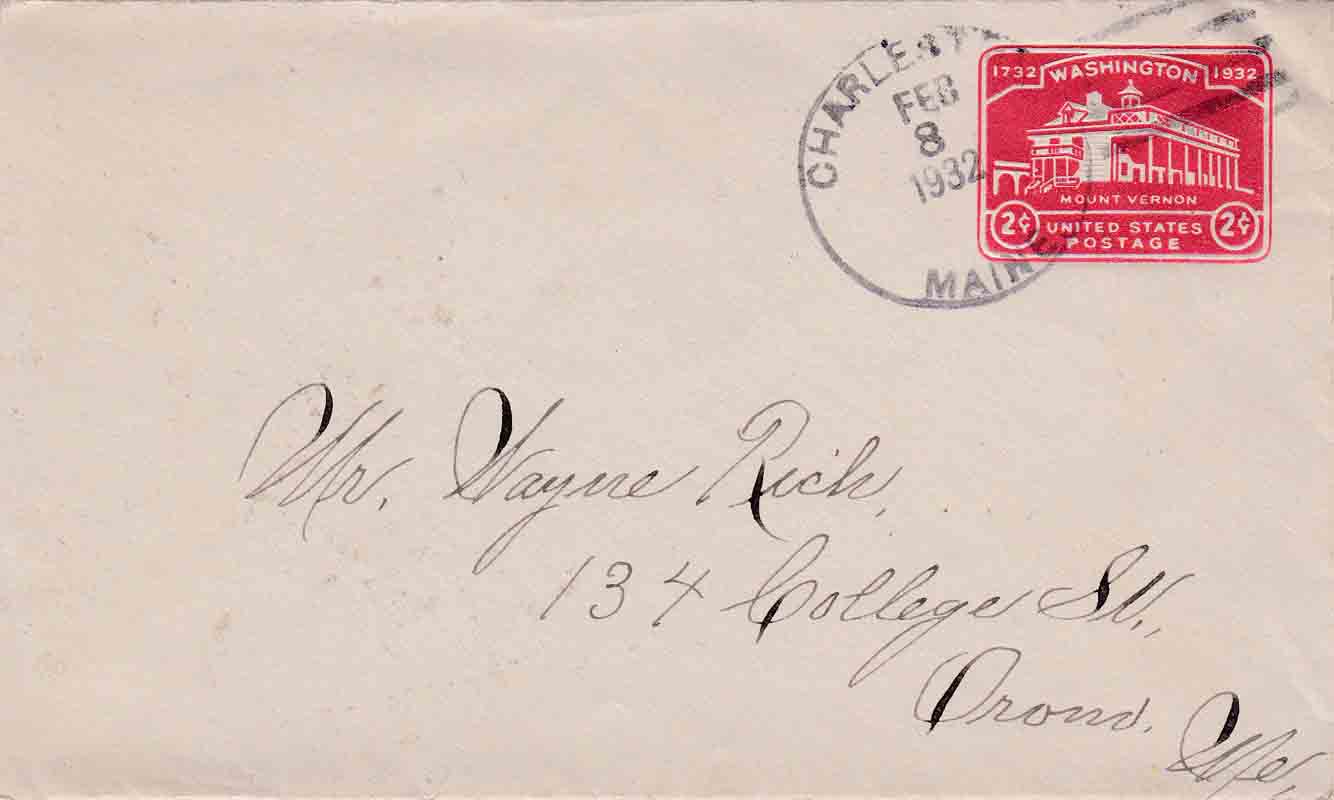 CHARLESTON
FEB
8
1932
MAINE
1732 WASHINGTON 1932
MOUNT VERNON
2¢ UNITED STATES 2¢
POSTAGE
Mr. Wayne Rich,
134 College St.,
Orono, Me,